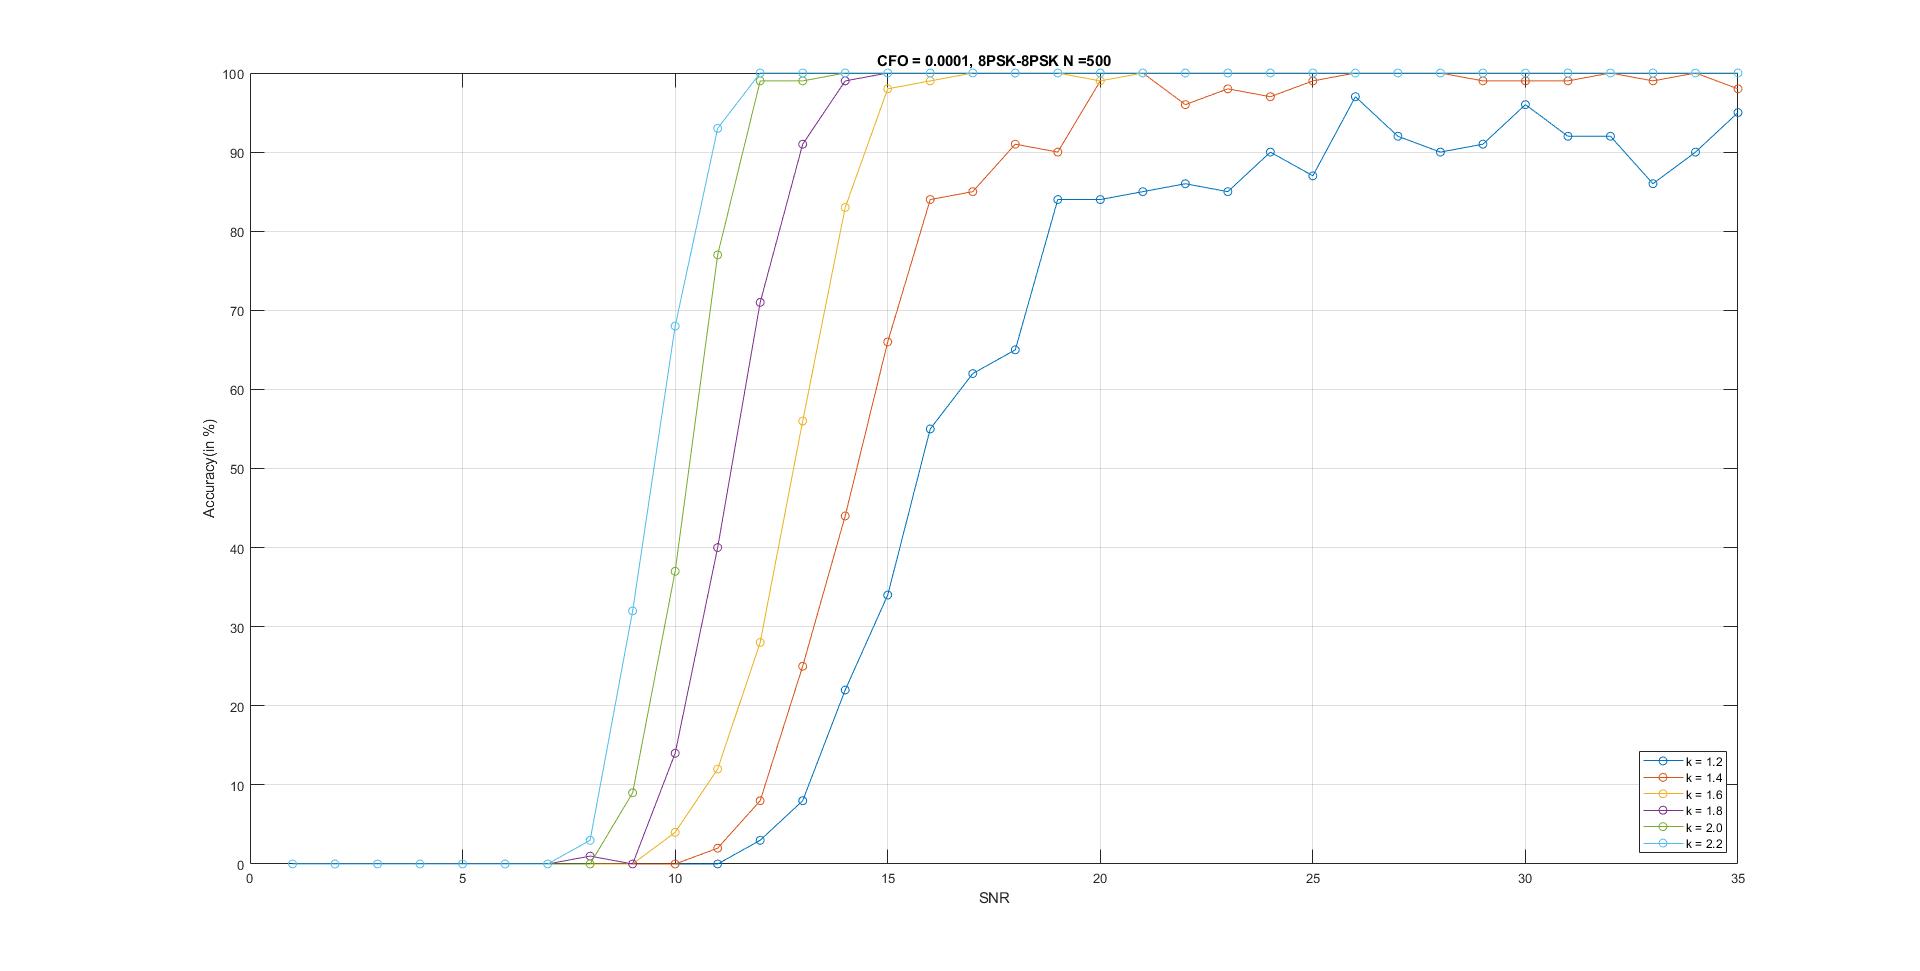 CFO = 0.0001, 8PSK-8PSK N =500
100
90
80
70
60
50
40
30
20
10
0
Accuracy(in %)
0 5 10 15 20 25 30 35
SNR
k = 1.2
k = 1.4
k = 1.6
k = 1.8
k = 2.0
k = 2.2